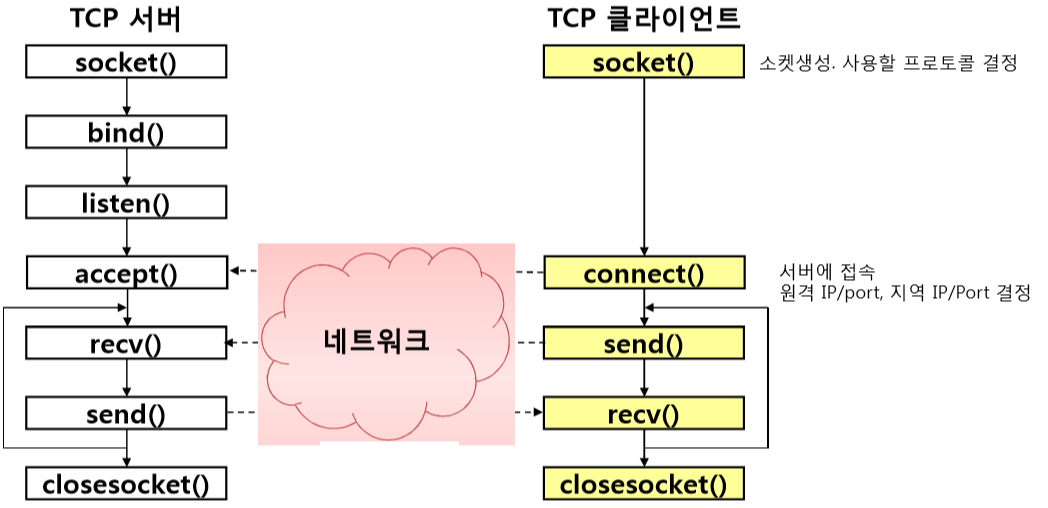 TCP 서버
TCP 클라이언트
socket()
socket()
소켓생성. 사용할 프로토콜 결정
bind()
listen()
accept()
connect()
서버에 접속
원격 IP/port, 지역 IP/Port 결정
네트워크
recv()
send()
send()
recv()
closesocket()
closesocket()